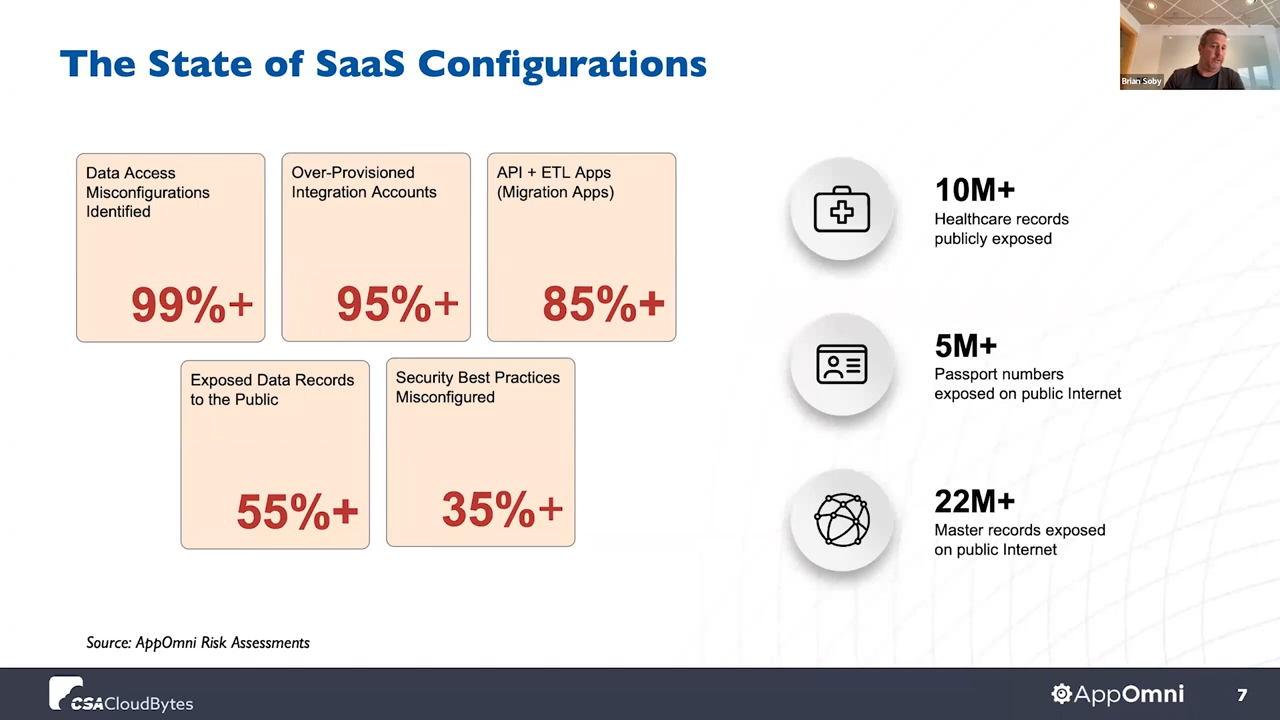 The State of SaaS Configurations
Brian Soby
Data Access
Misconfigurations
Identified
99%+
Over-Provisioned
Integration Accounts
95%+
API + ETL Apps
(Migration Apps)
85%+
Exposed Data Records
to the Public
55%+
Security Best Practices
Misconfigured
35%+
10M+
Healthcare records
publicly exposed
5M+
Passport numbers
exposed on public Internet
22M+
Master records exposed
on public Internet
Source: AppOmni Risk Assessments
CSACloudBytes
AppOmni
7